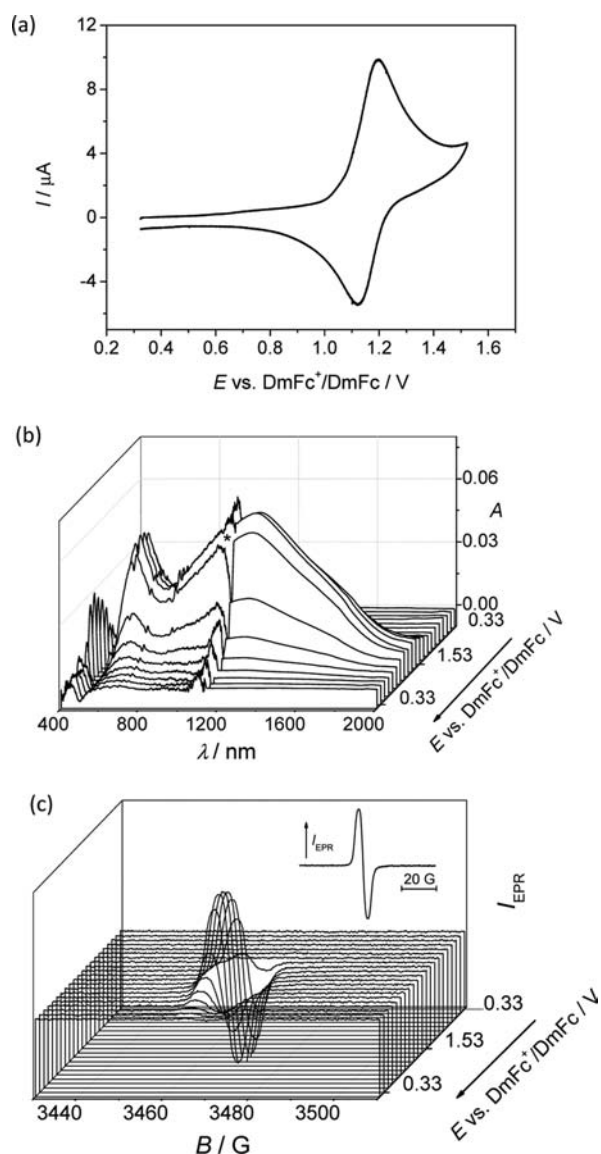 (a)
12
8
4
0
-4
I / μA
0.2 0.4 0.6 0.8 1.0 1.2 1.4 1.6
E vs. DmFc⁺/DmFc / V
(b)
0.06
A
0.03
0.00
*
0.33
1.53
0.33
400 800 1200 1600 2000
λ / nm
E vs. DmFc⁺/DmFc / V
(c)
I_EPR
20 G
I_EPR
0.33
1.53
0.33
3440 3460 3480 3500
B / G
E vs. DmFc⁺/DmFc / V